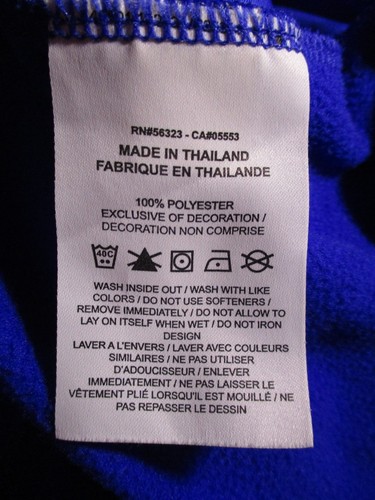 RN#56323 - CA#05553
MADE IN THAILAND
FABRIQUE EN THAILANDE
100% POLYESTER
EXCLUSIVE OF DECORATION /
DECORATION NON COMPRISE
40C
WASH INSIDE OUT / WASH WITH LIKE
COLORS / DO NOT USE SOFTENERS /
REMOVE IMMEDIATELY / DO NOT ALLOW TO
LAY ON ITSELF WHEN WET / DO NOT IRON
DESIGN
LAVER A L'ENVERS / LAVER AVEC COULEURS
SIMILAIRES / NE PAS UTILISER
D'ADOUCISSEUR / ENLEVER
IMMEDIATEMENT / NE PAS LAISSER LE
VÊTEMENT PLIÉ LORSQU'IL EST MOUILLÉ / NE
PAS REPASSER LE DESSIN